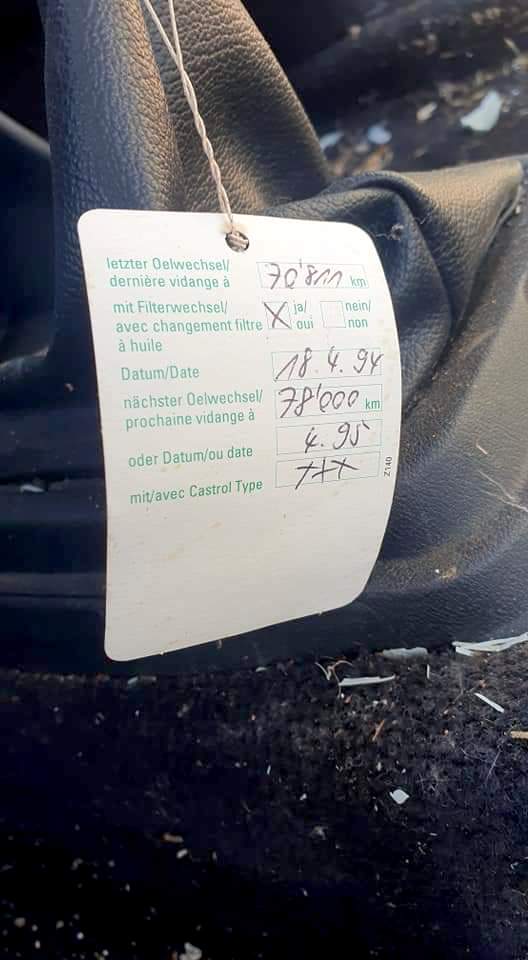 letzter Oelwechsel/
dernière vidange à 70'811 km
mit Filterwechsel/ X ja/ nein/
avec changement filtre oui non
à huile
Datum/Date 18.4.94
nächster Oelwechsel/
prochaine vidange à 78'000 km
oder Datum/ou date 4.95
mit/avec Castrol Type
Z140